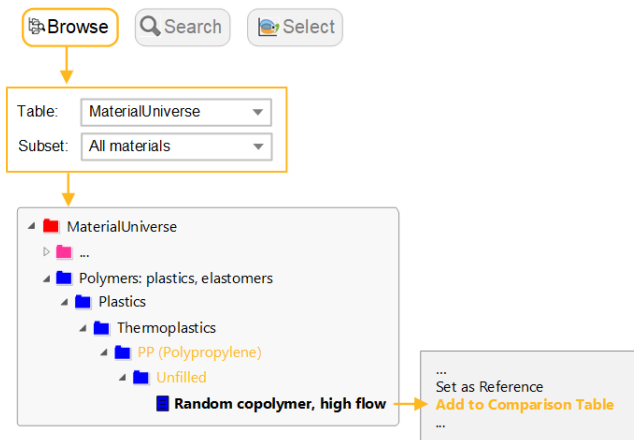 Browse Search Select
Table: MaterialUniverse
Subset: All materials
MaterialUniverse
...
Polymers: plastics, elastomers
Plastics
Thermoplastics
PP (Polypropylene)
Unfilled
Random copolymer, high flow
...
Set as Reference
Add to Comparison Table
...